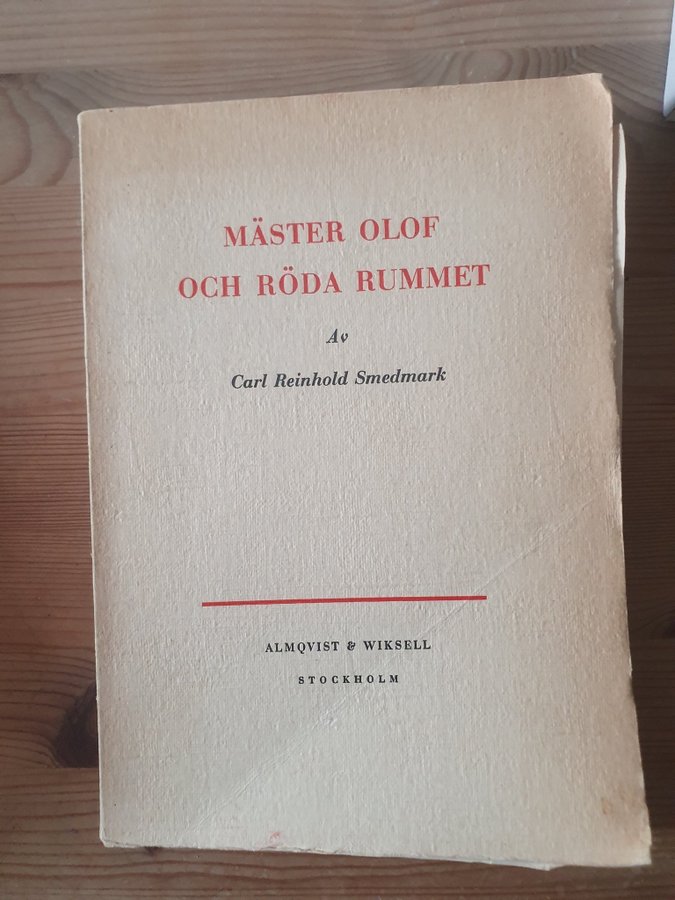 MÄSTER OLOF
OCH RÖDA RUMMET
Av
Carl Reinhold Smedmark
ALMQVIST & WIKSELL
STOCKHOLM